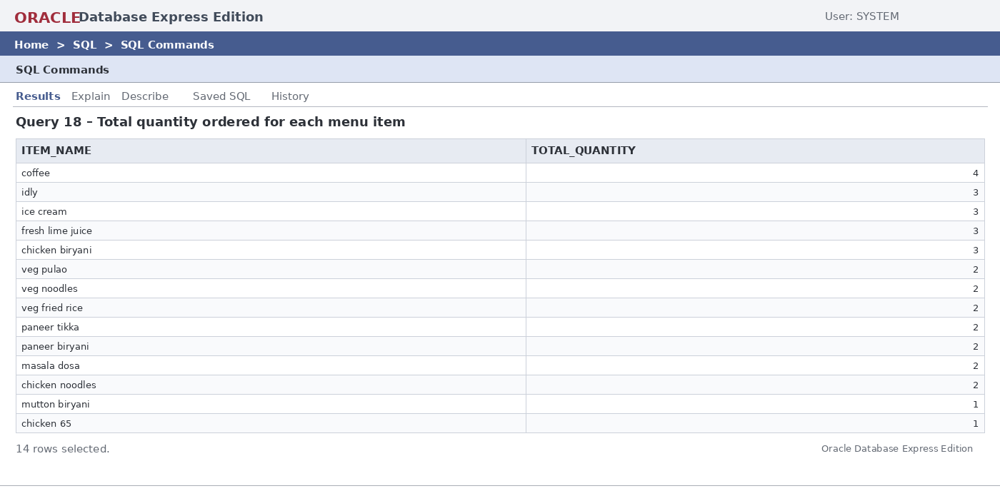 ORACLE Database Express Edition User: SYSTEM
Home > SQL > SQL Commands
SQL Commands
Results Explain Describe Saved SQL History
Query 18 – Total quantity ordered for each menu item
ITEM_NAME TOTAL_QUANTITY
coffee 4
idly 3
ice cream 3
fresh lime juice 3
chicken biryani 3
veg pulao 2
veg noodles 2
veg fried rice 2
paneer tikka 2
paneer biryani 2
masala dosa 2
chicken noodles 2
mutton biryani 1
chicken 65 1
14 rows selected. Oracle Database Express Edition